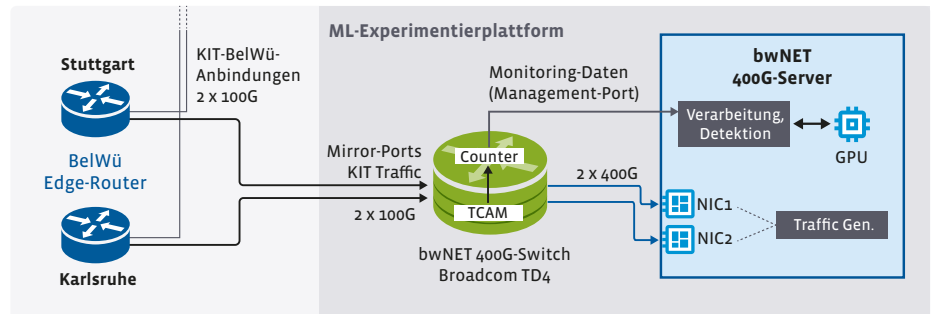 ML-Experimentierplattform
Stuttgart
KIT-BelWü-
Anbindungen
2 x 100G
BelWü
Edge-Router
Karlsruhe
Mirror-Ports
KIT Traffic
2 x 100G
Monitoring-Daten
(Management-Port)
Counter
TCAM
bwNET 400G-Switch
Broadcom TD4
2 x 400G
bwNET
400G-Server
Verarbeitung,
Detektion
GPU
NIC1
NIC2
Traffic Gen.